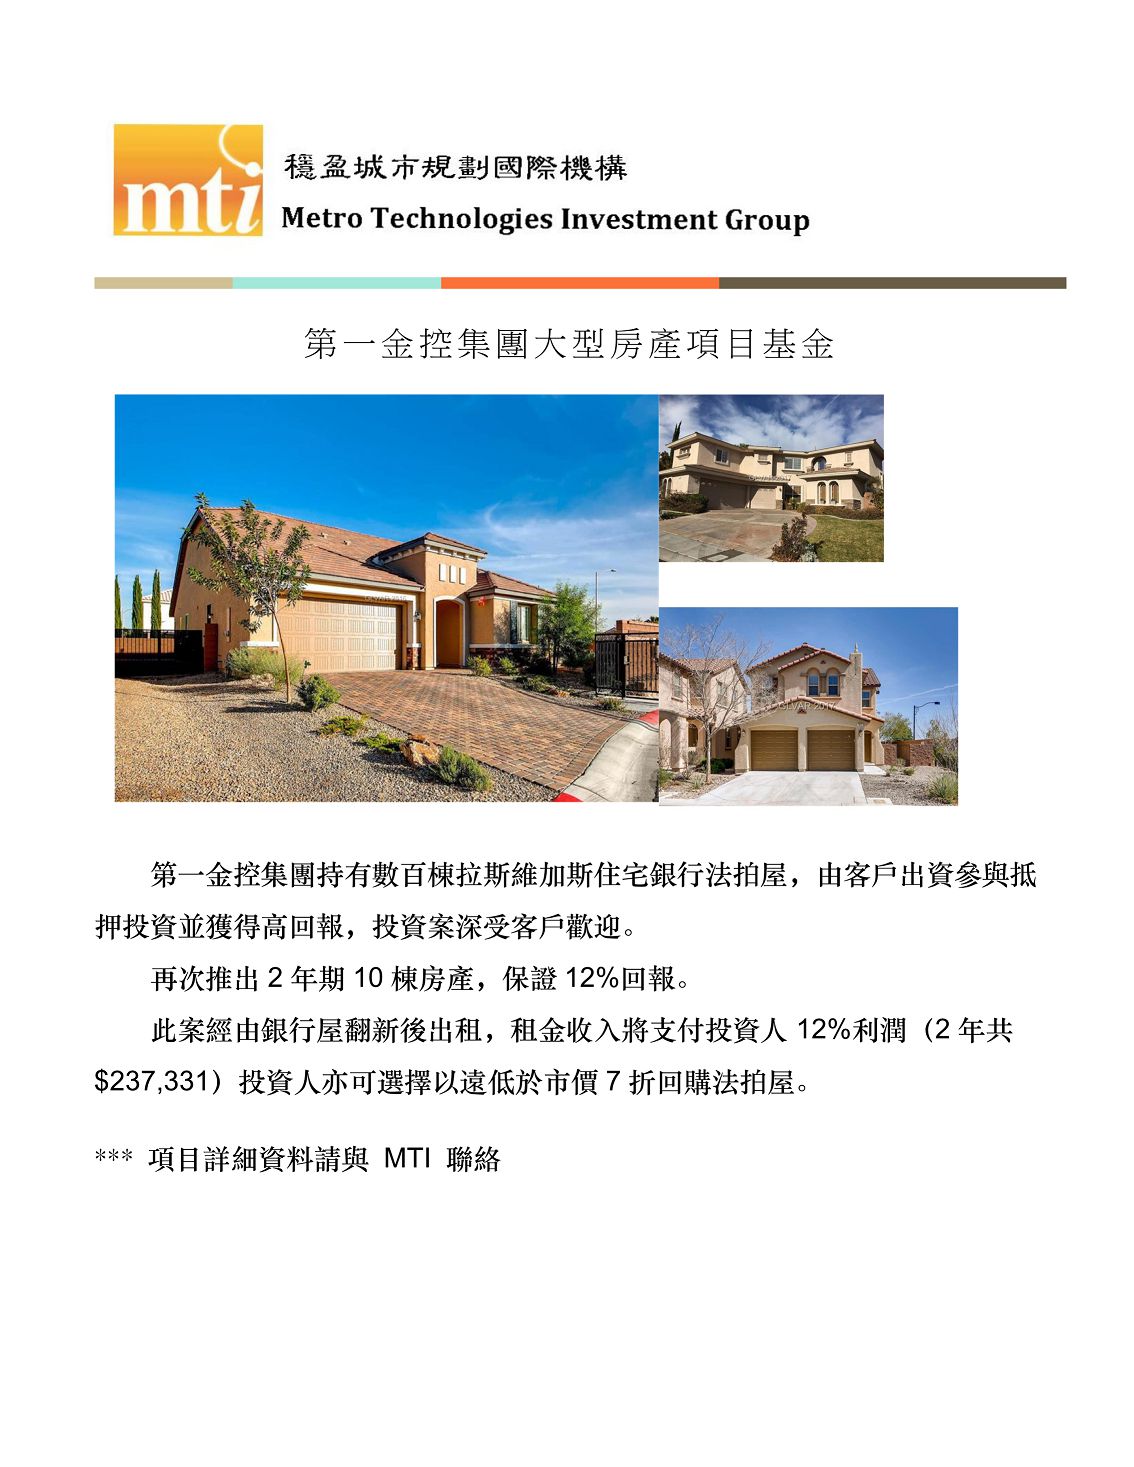 mti
穩盈城市規劃國際機構
Metro Technologies Investment Group
第一金控集團大型房產項目基金
GLVAR 2017
第一金控集團持有數百棟拉斯維加斯住宅銀行法拍屋，由客戶出資參與抵
押投資並獲得高回報，投資案深受客戶歡迎。
再次推出 2 年期 10 棟房產，保證 12%回報。
此案經由銀行屋翻新後出租，租金收入將支付投資人 12%利潤（2 年共
$237,331）投資人亦可選擇以遠低於市價 7 折回購法拍屋。
*** 項目詳細資料請與 MTI 聯絡